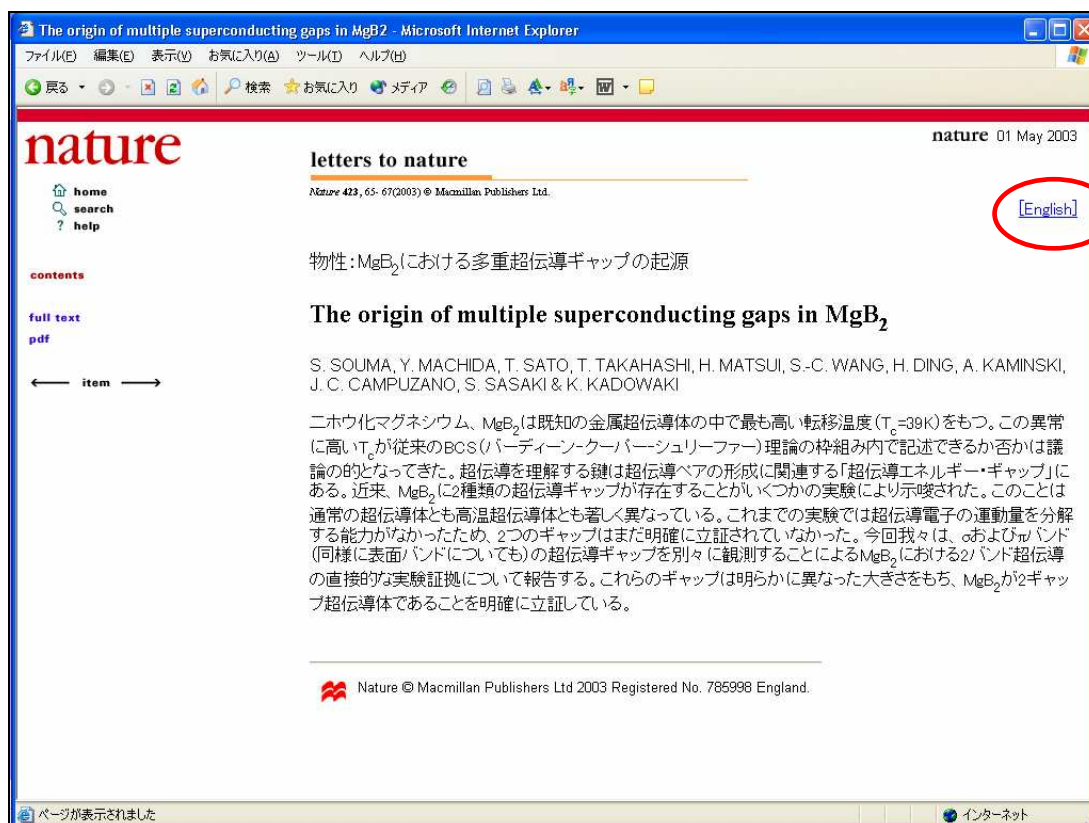 The origin of multiple superconducting gaps in MgB2 - Microsoft Internet Explorer
ファイル(F) 編集(E) 表示(V) お気に入り(A) ツール(T) ヘルプ(H)
戻る 検索 お気に入り メディア
nature
home
search
? help
contents
full text
pdf
← item →
nature 01 May 2003
letters to nature
Nature 423, 65- 67(2003) © Macmillan Publishers Ltd.
[English]
物性:MgB₂における多重超伝導ギャップの起源
The origin of multiple superconducting gaps in MgB₂
S. SOUMA, Y. MACHIDA, T. SATO, T. TAKAHASHI, H. MATSUI, S.-C. WANG, H. DING, A. KAMINSKI,
J. C. CAMPUZANO, S. SASAKI & K. KADOWAKI
二ホウ化マグネシウム、MgB₂は既知の金属超伝導体の中で最も高い転移温度(Tc=39K)をもつ。この異常
に高いTcが従来のBCS(バーディーン-クーパー-シュリーファー)理論の枠組み内で記述できるか否かは議
論の的となってきた。超伝導を理解する鍵は超伝導ペアの形成に関連する「超伝導エネルギー・ギャップ」に
ある。近来、MgB₂に2種類の超伝導ギャップが存在することがいくつかの実験により示唆された。このことは
通常の超伝導体とも高温超伝導体とも著しく異なっている。これまでの実験では超伝導電子の運動量を分解
する能力がなかったため、2つのギャップはまだ明確に立証されていなかった。今回我々は、σおよびπバンド
(同様に表面バンドについても)の超伝導ギャップを別々に観測することによるMgB₂における2バンド超伝導
の直接的な実験証拠について報告する。これらのギャップは明らかに異なった大きさをもち、MgB₂が2ギャッ
プ超伝導体であることを明確に立証している。
Nature © Macmillan Publishers Ltd 2003 Registered No. 785998 England.
ページが表示されました インターネット